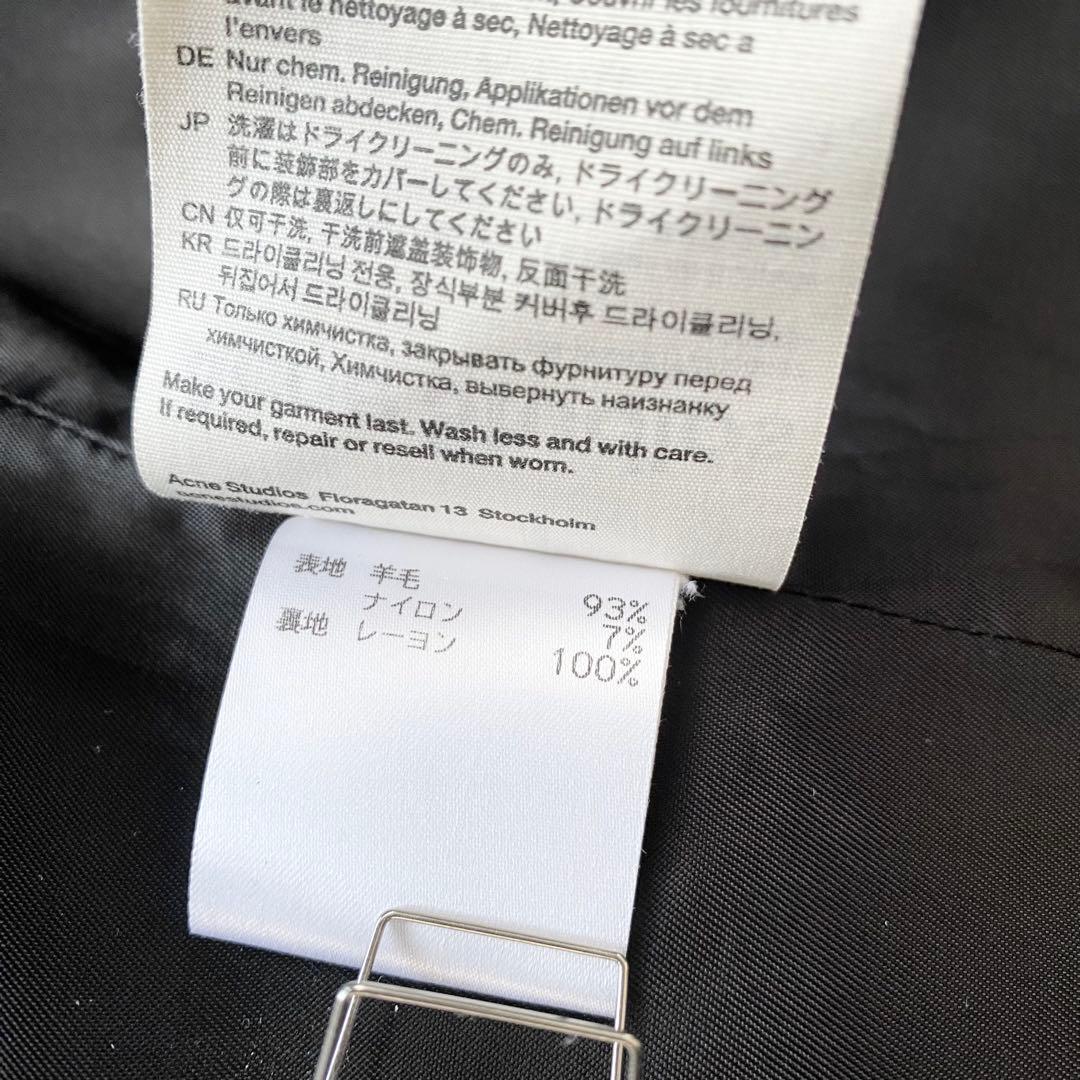 couvrir les fournitures
avant le nettoyage à sec, Nettoyage à sec a
l'envers
DE Nur chem. Reinigung, Applikationen vor dem
Reinigen abdecken, Chem. Reinigung auf links
JP 洗濯はドライクリーニングのみ, ドライクリーニング
前に装飾部をカバーしてください, ドライクリーニン
グの際は裏返しにしてください
CN 仅可干洗, 干洗前遮盖装饰物, 反面干洗
KR 드라이클리닝 전용, 장식부분 커버후 드라이클리닝,
뒤집어서 드라이클리닝
RU Только химчистка, закрывать фурнитуру перед
химчисткой, Химчистка, вывернуть наизнанку
Make your garment last. Wash less and with care.
If required, repair or resell when worn.
Acne Studios Floragatan 13 Stockholm
acnestudios.com
表地 羊毛 93%
ナイロン 7%
裏地 レーヨン 100%